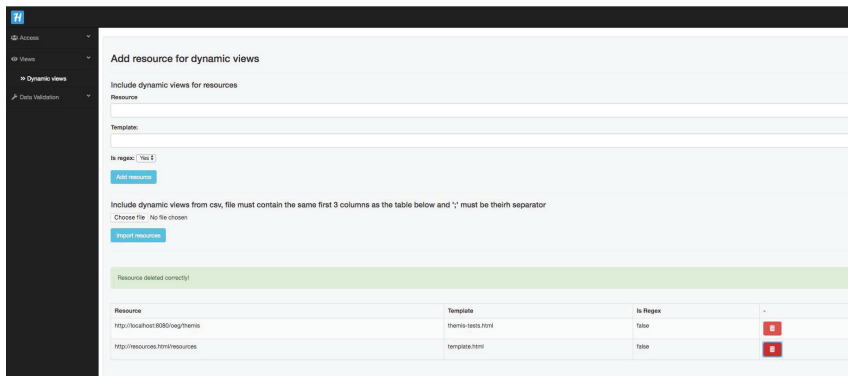 H
Access
Views
» Dynamic views
Data Validation
Add resource for dynamic views
Include dynamic views for resources
Resource
Template:
Is regex: Yes
Add resource
Include dynamic views from csv, file must contain the same first 3 columns as the table below and ';' must be theirh separator
Choose file No file chosen
Import resources
Resource deleted correctly!
Resource Template Is Regex -
http://localhost:8080/oeg/themis themis-tests.html false
http://resources.html/resources template.html false